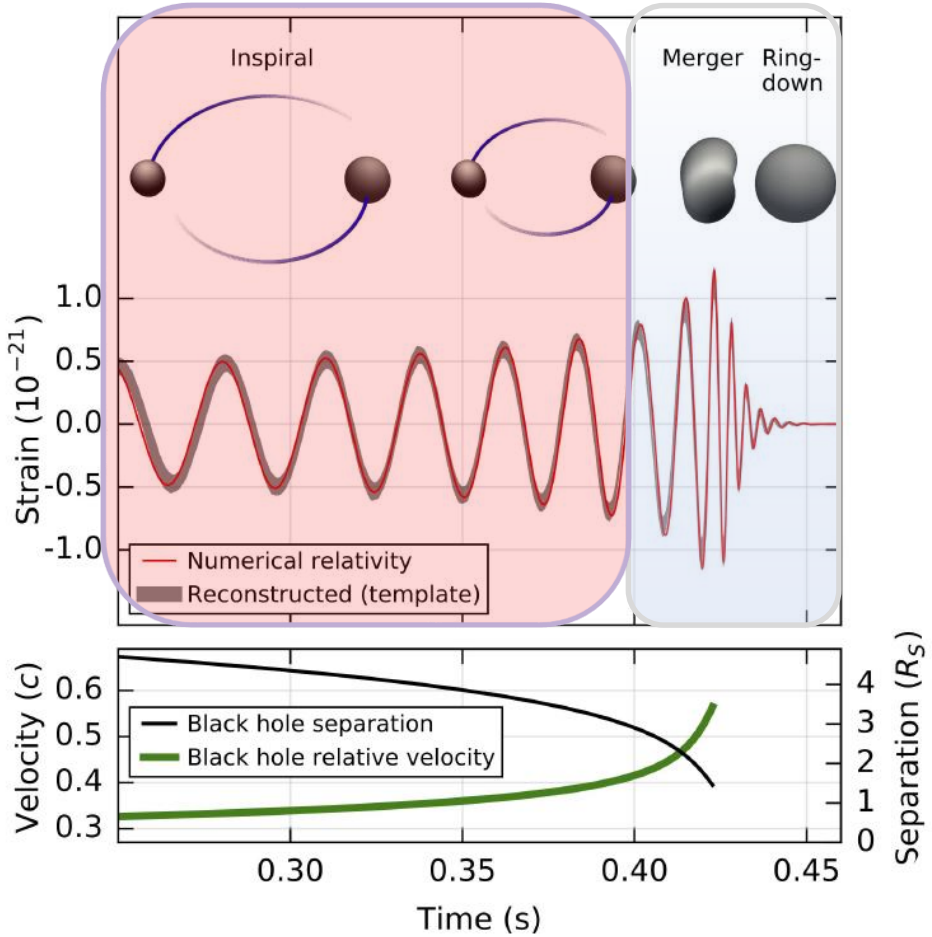 Inspiral
Merger
Ring-
down
1.0
0.5
0.0
-0.5
-1.0
Strain (10⁻²¹)
Numerical relativity
Reconstructed (template)
Velocity (c)
0.6
0.5
0.4
0.3
Black hole separation
Black hole relative velocity
4
3
2
1
0
Separation (R_S)
0.30
0.35
0.40
0.45
Time (s)